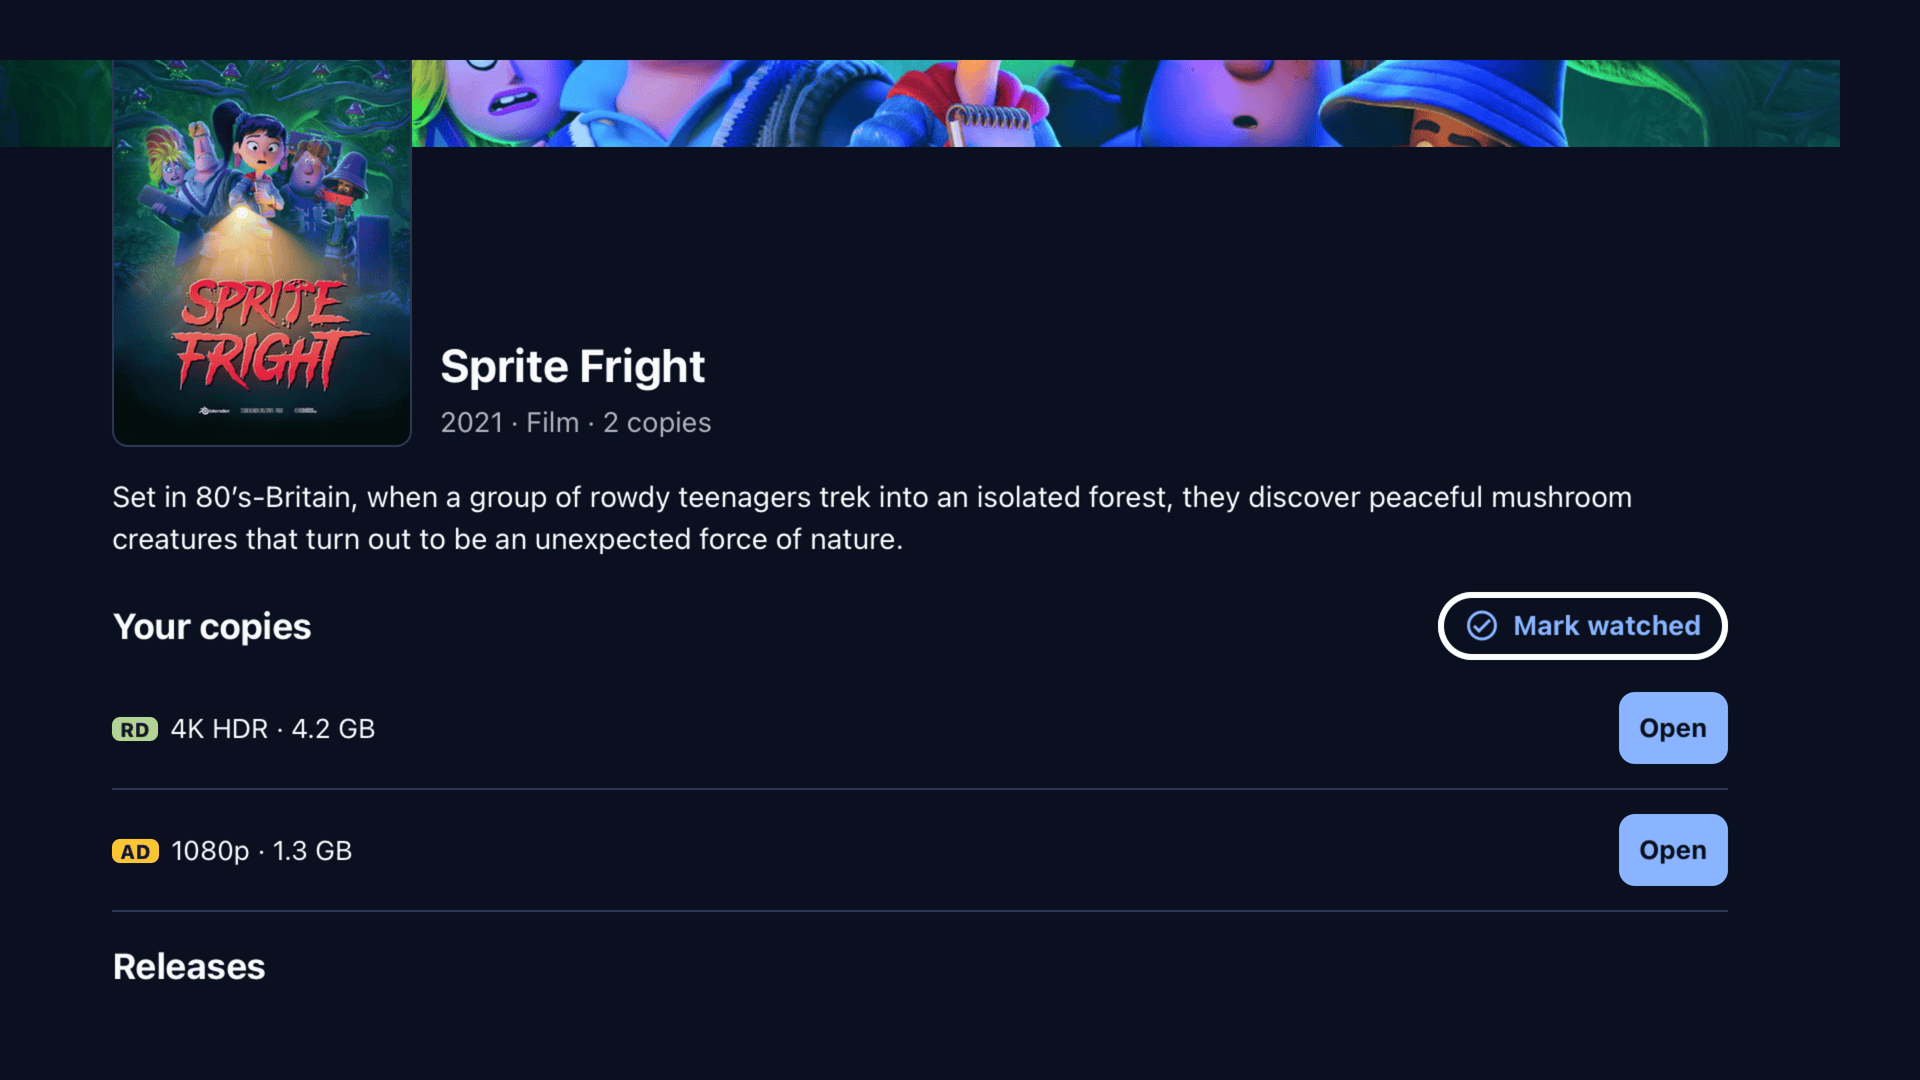 SPRITE
FRIGHT
blender
Sprite Fright
2021 · Film · 2 copies
Set in 80’s-Britain, when a group of rowdy teenagers trek into an isolated forest, they discover peaceful mushroom
creatures that turn out to be an unexpected force of nature.
Your copies
Mark watched
RD 4K HDR · 4.2 GB
Open
AD 1080p · 1.3 GB
Open
Releases